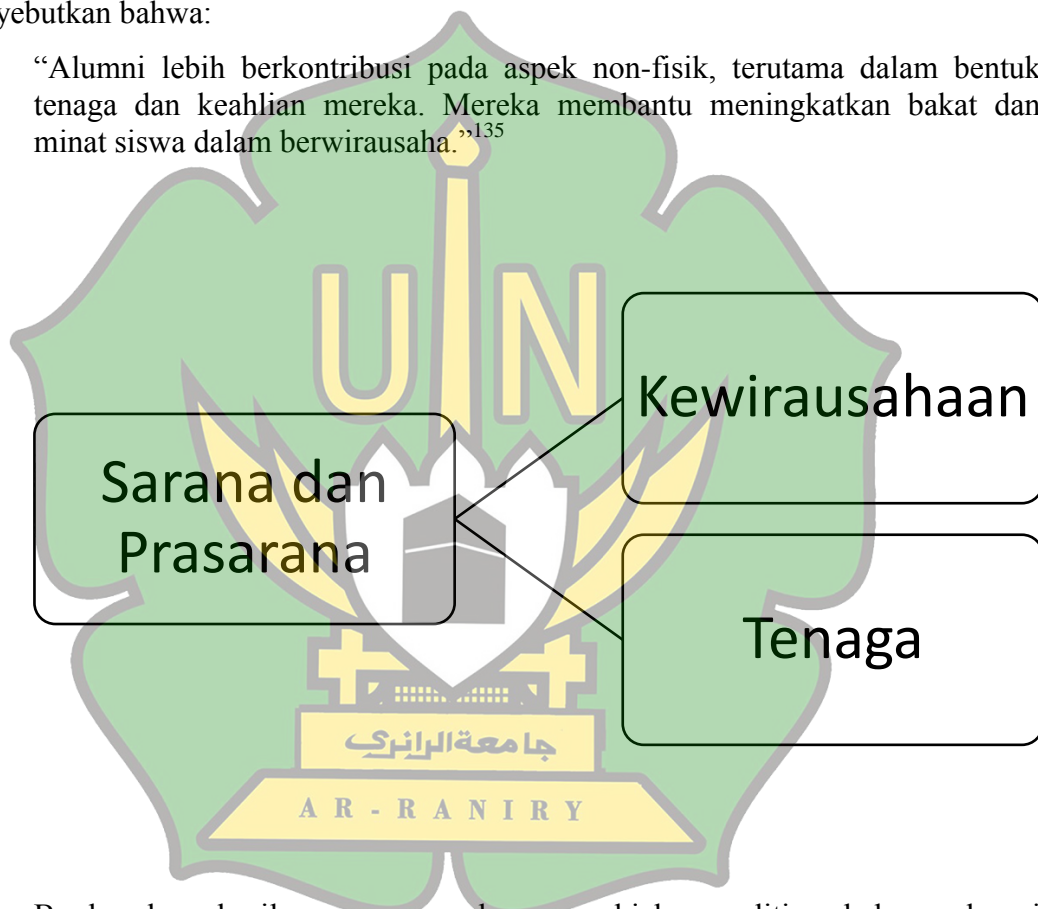 yebutkan bahwa:
“Alumni lebih berkontribusi pada aspek non-fisik, terutama dalam bentuk
tenaga dan keahlian mereka. Mereka membantu meningkatkan bakat dan
minat siswa dalam berwirausaha.”135
UIN
Kewirausahaan
Sarana dan
Prasarana
Tenaga
جامعة الرانري
AR-RANIRY